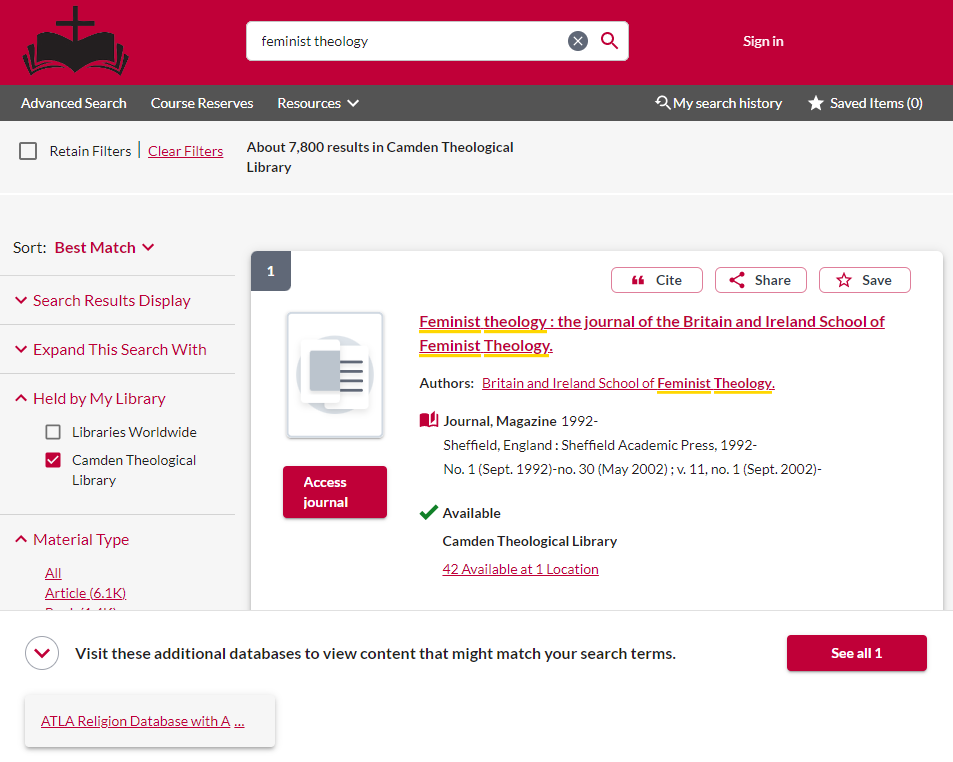 feminist theology
Sign in
Advanced Search Course Reserves Resources My search history Saved Items (0)
Retain Filters | Clear Filters
About 7,800 results in Camden Theological
Library
Sort: Best Match
Search Results Display
Expand This Search With
Held by My Library
Libraries Worldwide
Camden Theological
Library
Material Type
All
Article (6.1K)
1
Cite Share Save
Feminist theology : the journal of the Britain and Ireland School of
Feminist Theology.
Authors: Britain and Ireland School of Feminist Theology.
Journal, Magazine 1992-
Sheffield, England : Sheffield Academic Press, 1992-
No. 1 (Sept. 1992)-no. 30 (May 2002) ; v. 11, no. 1 (Sept. 2002)-
Access
journal
Available
Camden Theological Library
42 Available at 1 Location
Visit these additional databases to view content that might match your search terms.
See all 1
ATLA Religion Database with A ...